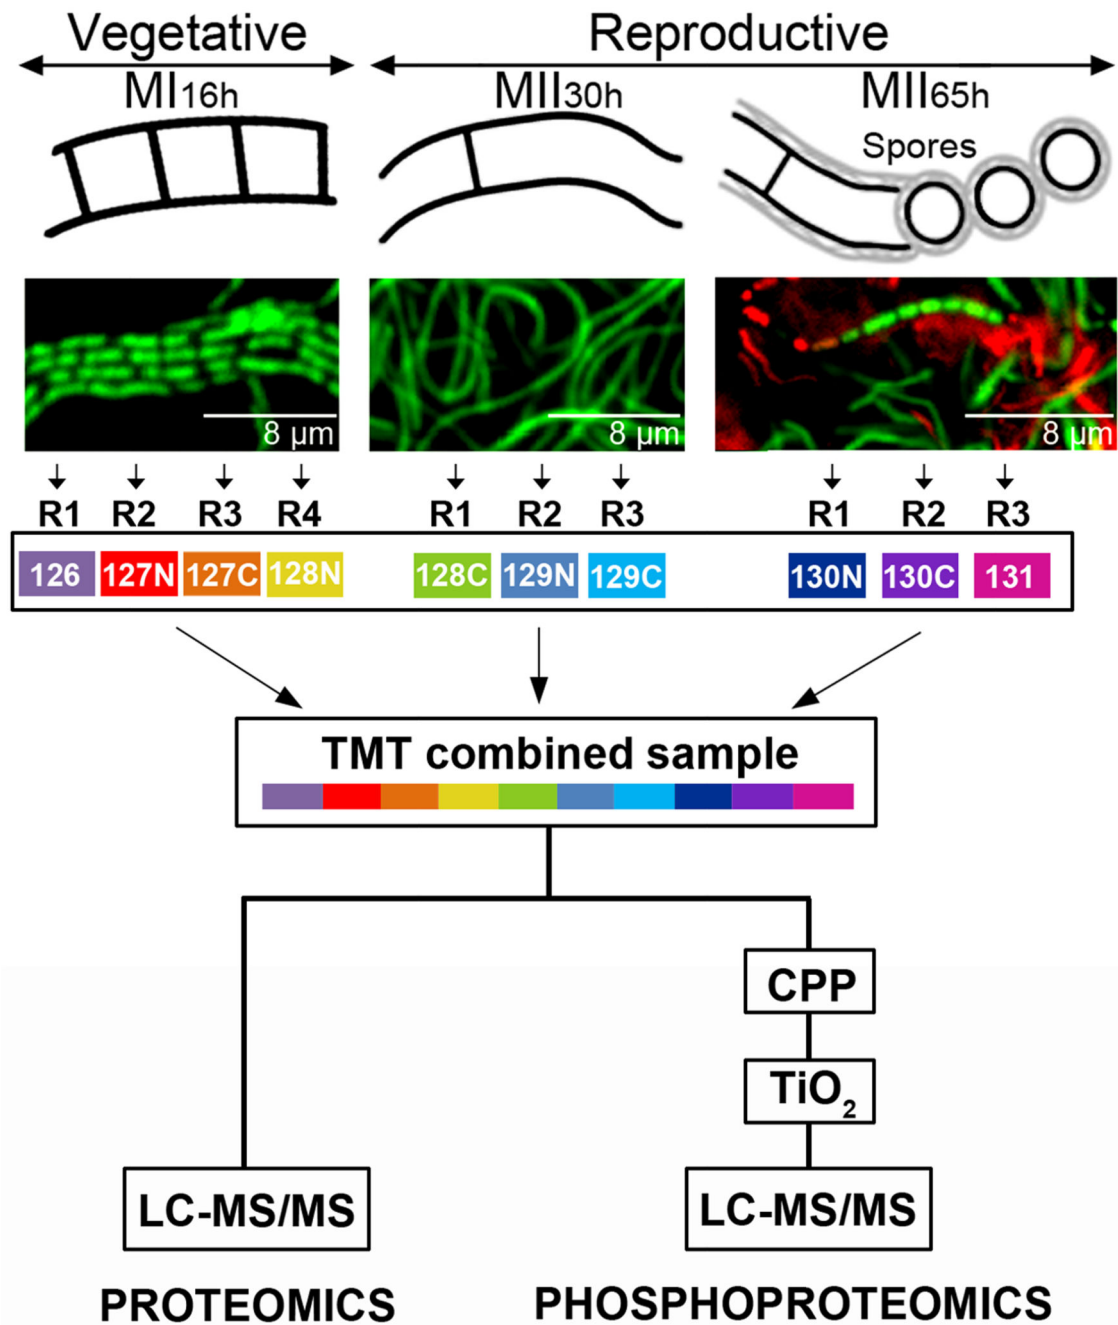 Vegetative Reproductive
MI16h MII30h MII65h
Spores
8 µm 8 µm 8 µm
R1 R2 R3 R4 R1 R2 R3 R1 R2 R3
126 127N 127C 128N 128C 129N 129C 130N 130C 131
TMT combined sample
CPP
TiO2
LC-MS/MS LC-MS/MS
PROTEOMICS PHOSPHOPROTEOMICS